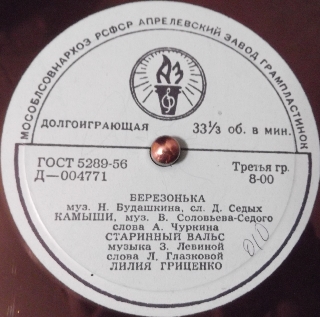 МОСОБЛСОВНАРХОЗ РСФСР АПРЕЛЕВСКИЙ ЗАВОД ГРАМПЛАСТИНОК
АЗ
ДОЛГОИГРАЮЩАЯ 33⅓ об. в мин.
ГОСТ 5289-56 Третья гр.
Д—004771 8-00
БЕРЕЗОНЬКА
муз. Н. Будашкина, сл. Д. Седых
КАМЫШИ, муз. В. Соловьева-Седого
слова А. Чуркина
СТАРИННЫЙ ВАЛЬС
музыка З. Левиной
слова Л. Глазковой
ЛИЛИЯ ГРИЦЕНКО